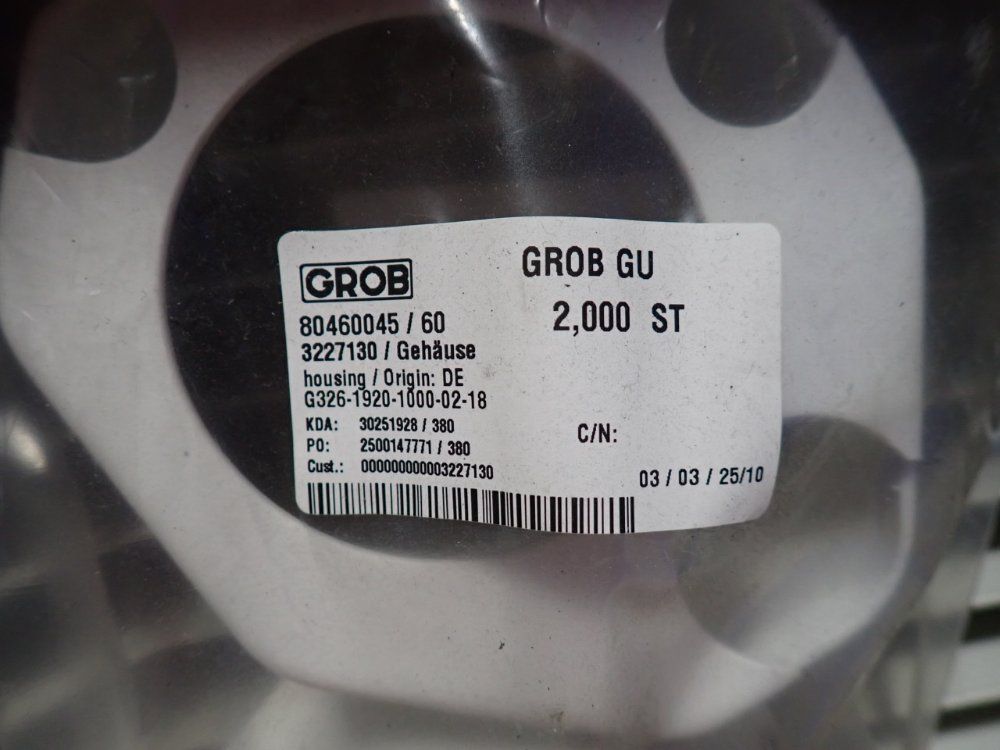 GROB
GROB GU
80460045 / 60
2,000 ST
3227130 / Gehäuse
housing / Origin: DE
G326-1920-1000-02-18
KDA: 30251928 / 380
C/N:
PO: 2500147771 / 380
Cust.: 000000000003227130
03 / 03 / 25/10